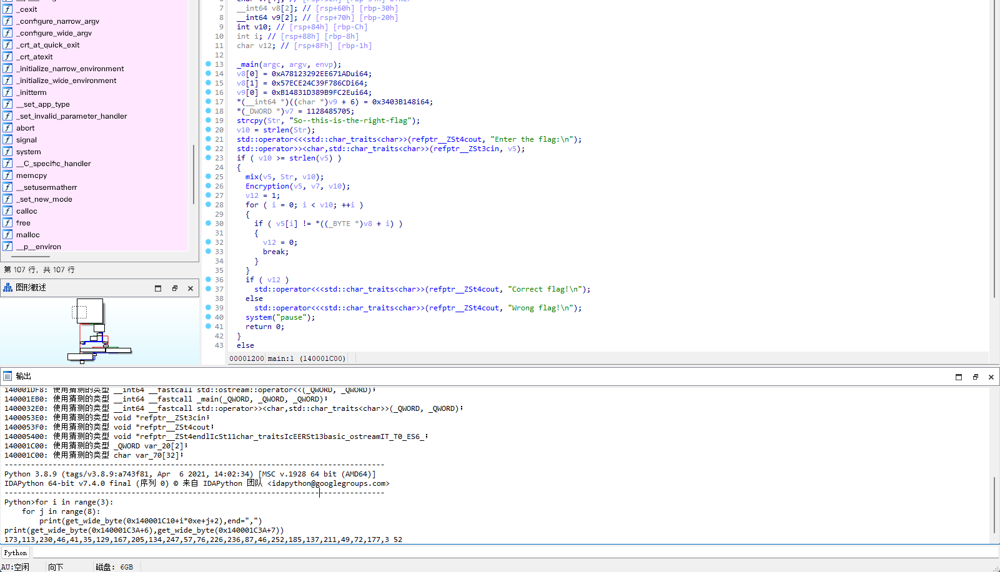 _cexit
_configure_narrow_argv
_configure_wide_argv
_crt_at_quick_exit
_crt_atexit
_initialize_narrow_environment
_initialize_wide_environment
_initterm
__set_app_type
_set_invalid_parameter_handler
abort
signal
system
__C_specific_handler
memcpy
__setusermatherr
_set_new_mode
calloc
free
malloc
__p__environ
第 107 行，共 107 行
图形概述
7 __int64 v8[2]; // [rsp+60h] [rbp-30h]
8 __int64 v9[2]; // [rsp+70h] [rbp-20h]
9 int v10; // [rsp+84h] [rbp-Ch]
10 int i; // [rsp+88h] [rbp-8h]
11 char v12; // [rsp+8Fh] [rbp-1h]
12
13 _main(argc, argv, envp);
14 v8[0] = 0xA78123292EE671ADui64;
15 v8[1] = 0x57ECE24C39F786CDi64;
16 v9[0] = 0xB14831D389B9FC2Eui64;
17 *(__int64 *)((char *)v9 + 6) = 0x3403B148i64;
18 *(_DWORD *)v7 = 1128485705;
19 strcpy(Str, "So--this-is-the-right-flag");
20 v10 = strlen(Str);
21 std::operator<<<std::char_traits<char>>(refptr__ZSt4cout, "Enter the flag:\n");
22 std::operator>><char,std::char_traits<char>>(refptr__ZSt3cin, v5);
23 if ( v10 >= strlen(v5) )
24 {
25 mix(v5, Str, v10);
26 Encryption(v5, v7, v10);
27 v12 = 1;
28 for ( i = 0; i < v10; ++i )
29 {
30 if ( v5[i] != *((_BYTE *)v8 + i) )
31 {
32 v12 = 0;
33 break;
34 }
35 }
36 if ( v12 )
37 std::operator<<<std::char_traits<char>>(refptr__ZSt4cout, "Correct flag!\n");
38 else
39 std::operator<<<std::char_traits<char>>(refptr__ZSt4cout, "Wrong flag!\n");
40 system("pause");
41 return 0;
42 }
43 else
00001200 main:1 (140001C00)
输出
140001DF8: 使用猜测的类型 __int64 __fastcall std::ostream::operator<<(_QWORD, _QWORD);
140001EB0: 使用猜测的类型 __int64 __fastcall _main(_QWORD, _QWORD, _QWORD);
1400032E0: 使用猜测的类型 __int64 __fastcall std::operator>><char,std::char_traits<char>>(_QWORD, _QWORD);
1400053E0: 使用猜测的类型 void *refptr__ZSt3cin;
1400053F0: 使用猜测的类型 void *refptr__ZSt4cout;
140005400: 使用猜测的类型 void *refptr__ZSt4endlIcSt11char_traitsIcEERSt13basic_ostreamIT_T0_ES6_;
140001C00: 使用猜测的类型 _QWORD var_20[2];
140001C00: 使用猜测的类型 char var_70[32];
---------------------------------------------------------------------------------------
Python 3.8.9 (tags/v3.8.9:a743f81, Apr  6 2021, 14:02:34) [MSC v.1928 64 bit (AMD64)]
IDAPython 64-bit v7.4.0 final (序列 0) © 来自 IDAPython 团队 <idapython@googlegroups.com>
---------------------------------------------------------------------------------------
Python>for i in range(3):
for j in range(8):
print(get_wide_byte(0x140001C10+i*0xe+j+2),end=",")
print(get_wide_byte(0x140001C3A+6),get_wide_byte(0x140001C3A+7))
173,113,230,46,41,35,129,167,205,134,247,57,76,226,236,87,46,252,185,137,211,49,72,177,3 52
Python
AU:空闲 向下 磁盘: 6GB